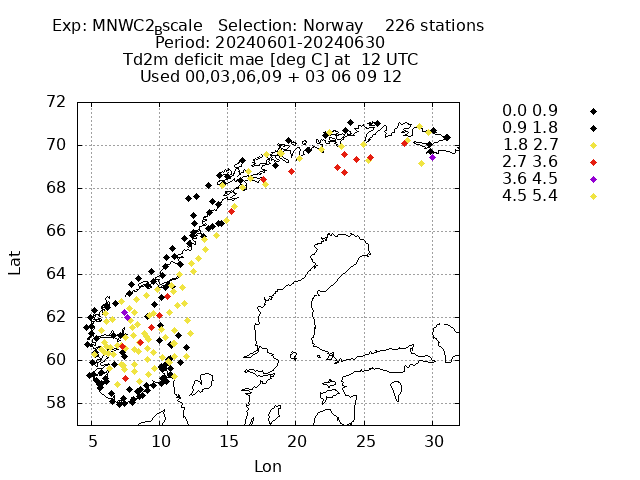 Exp: MNWC2Bscale   Selection: Norway    226 stations
Period: 20240601-20240630
Td2m deficit mae [deg C] at  12 UTC
Used 00,03,06,09 + 03 06 09 12
72
70
68
66
64
62
60
58
5 10 15 20 25 30
Lat
Lon
0.0 0.9
0.9 1.8
1.8 2.7
2.7 3.6
3.6 4.5
4.5 5.4